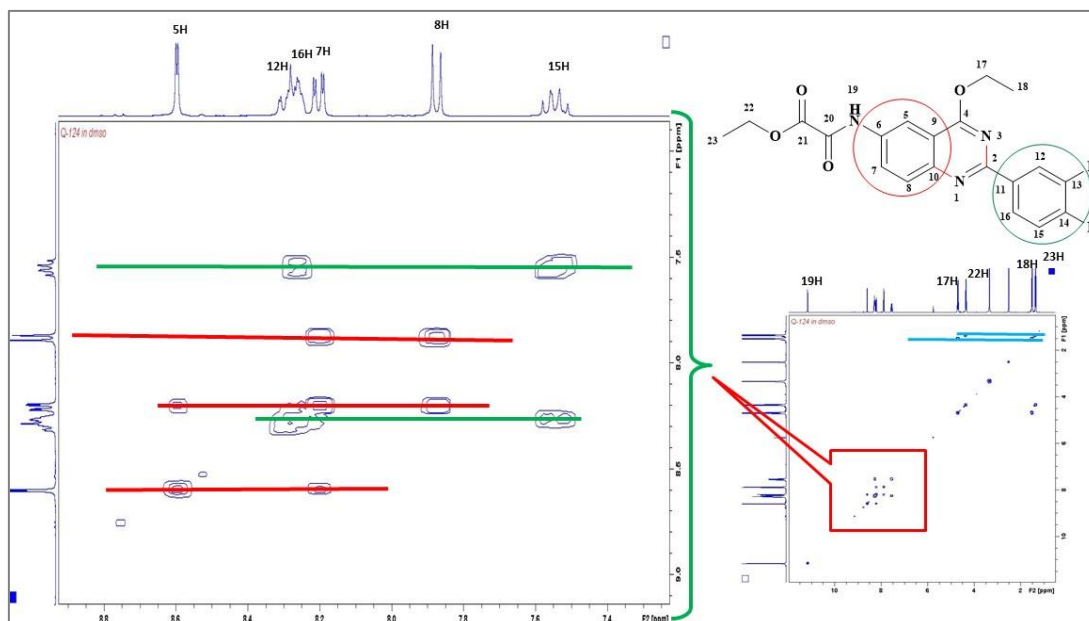 5H
12H
16H
7H
8H
15H
Q-124 in dmso
F1 [ppm]
7.5
8.0
8.5
9.0
8.8
8.6
8.4
8.2
8.0
7.8
7.6
7.4
F2 [ppm]
17
18
O
19
H
N
22
O
O
23
21
20
O
6
5
9
4
N
3
7
8
10
N
1
2
11
12
13
14
15
16
19H
17H
22H
18H
23H
Q-124 in dmso
F1 [ppm]
2
4
6
8
10
10
8
6
4
2
F2 [ppm]